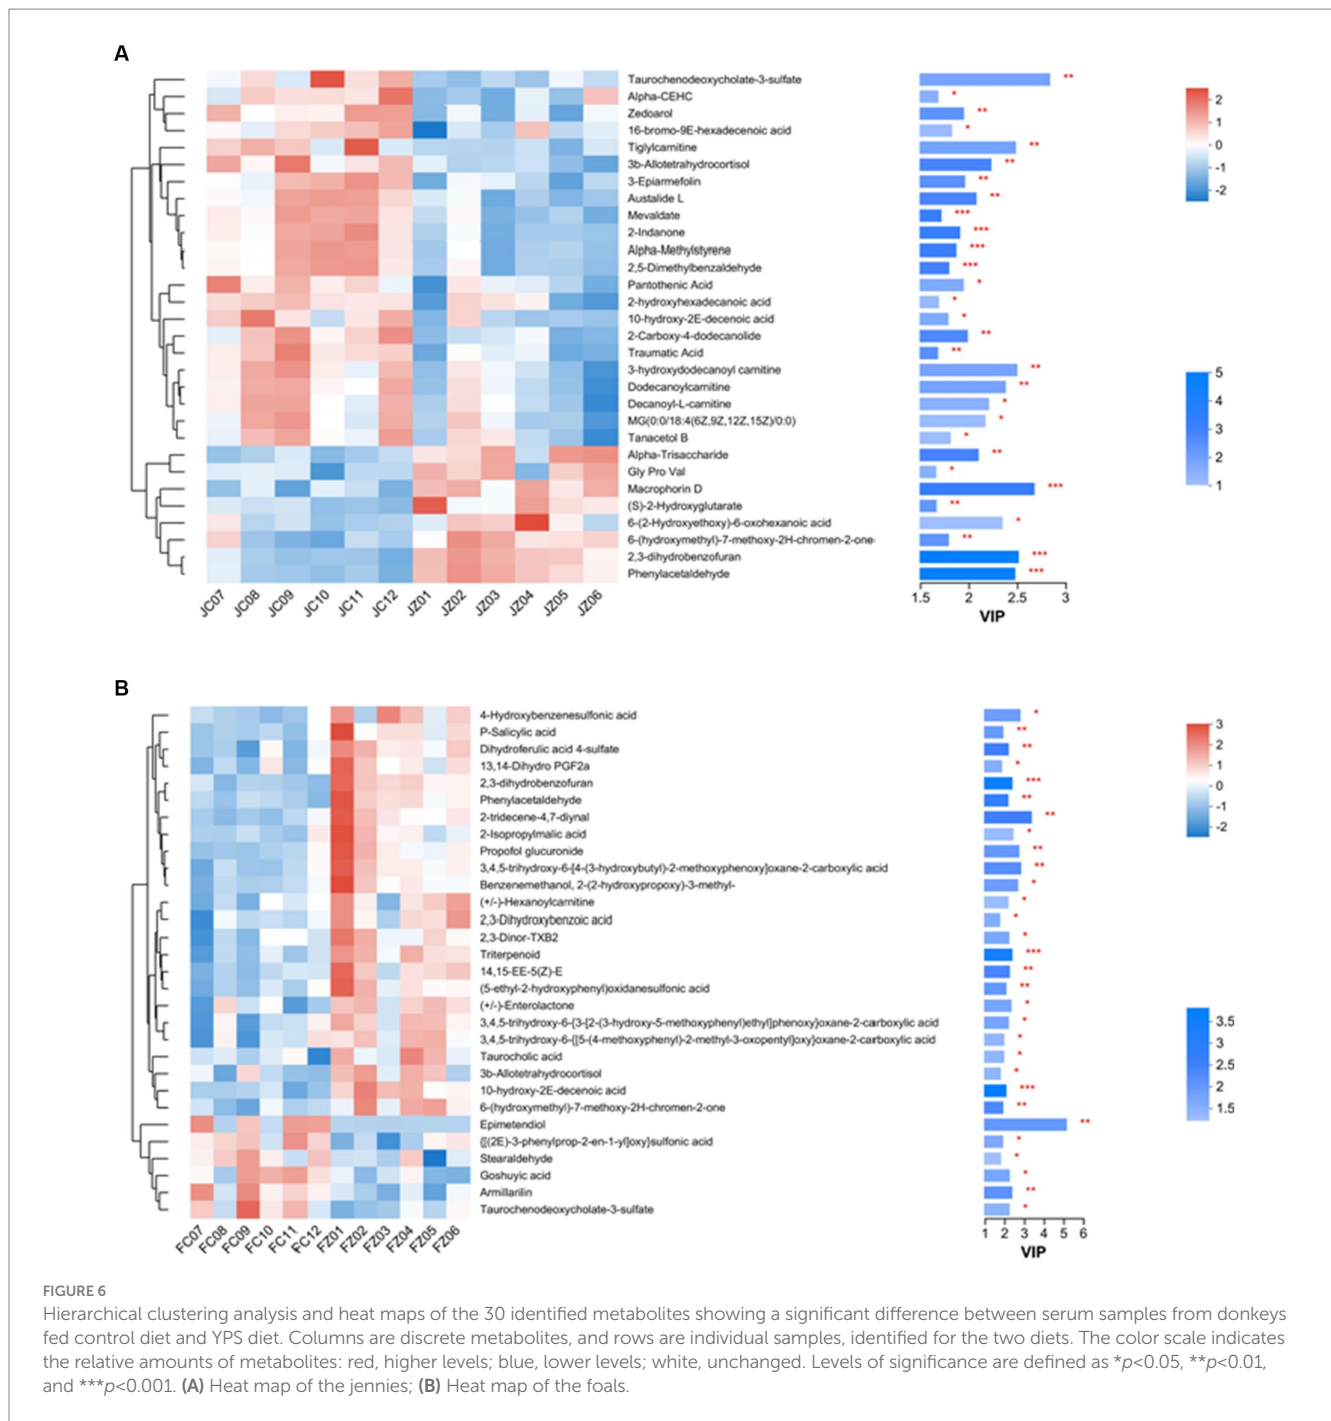 A
Taurochenodeoxycholate-3-sulfate
**
Alpha-CEHC
*
Zedoarol
**
16-bromo-9E-hexadecenoic acid
*
Tiglylcarnitine
**
3b-Allotetrahydrocortisol
**
3-Epiarmefolin
**
Austalide L
**
Mevaldate
***
2-Indanone
***
Alpha-Methylstyrene
***
2,5-Dimethylbenzaldehyde
***
Pantothenic Acid
*
2-hydroxyhexadecanoic acid
*
10-hydroxy-2E-decenoic acid
*
2-Carboxy-4-dodecanolide
**
Traumatic Acid
**
3-hydroxydodecanoyl carnitine
**
Dodecanoylcarnitine
**
Decanoyl-L-carnitine
*
MG(0:0/18:4(6Z,9Z,12Z,15Z)/0:0)
*
Tanacetol B
*
Alpha-Trisaccharide
**
Gly Pro Val
*
Macrophorin D
***
(S)-2-Hydroxyglutarate
**
6-(2-Hydroxyethoxy)-6-oxohexanoic acid
*
6-(hydroxymethyl)-7-methoxy-2H-chromen-2-one
**
2,3-dihydrobenzofuran
***
Phenylacetaldehyde
***
JC07 JC08 JC09 JC10 JC11 JC12 JZ01 JZ02 JZ03 JZ04 JZ05 JZ06
1.5 2 2.5 3
VIP
2
1
0
-1
-2
5
4
3
2
1
B
4-Hydroxybenzenesulfonic acid
*
P-Salicylic acid
**
Dihydroferulic acid 4-sulfate
**
13,14-Dihydro PGF2a
*
2,3-dihydrobenzofuran
***
Phenylacetaldehyde
**
2-tridecene-4,7-diynal
**
2-Isopropylmalic acid
*
Propofol glucuronide
**
3,4,5-trihydroxy-6-[4-(3-hydroxybutyl)-2-methoxyphenoxy]oxane-2-carboxylic acid
**
Benzenemethanol, 2-(2-hydroxypropoxy)-3-methyl-
*
(+/-)-Hexanoylcarnitine
*
2,3-Dihydroxybenzoic acid
*
2,3-Dinor-TXB2
*
Triterpenoid
***
14,15-EE-5(Z)-E
**
(5-ethyl-2-hydroxyphenyl)oxidanesulfonic acid
**
(+/-)-Enterolactone
*
3,4,5-trihydroxy-6-{3-[2-(3-hydroxy-5-methoxyphenyl)ethyl]phenoxy}oxane-2-carboxylic acid
*
3,4,5-trihydroxy-6-{[5-(4-methoxyphenyl)-2-methyl-3-oxopentyl]oxy}oxane-2-carboxylic acid
*
Taurocholic acid
*
3b-Allotetrahydrocortisol
*
10-hydroxy-2E-decenoic acid
***
6-(hydroxymethyl)-7-methoxy-2H-chromen-2-one
**
Epimetendiol
**
{[(2E)-3-phenylprop-2-en-1-yl]oxy}sulfonic acid
*
Stearaldehyde
*
Goshuyic acid
*
Armillarilin
**
Taurochenodeoxycholate-3-sulfate
*
FC07 FC08 FC09 FC10 FC11 FC12 FZ01 FZ02 FZ03 FZ04 FZ05 FZ06
1 2 3 4 5 6
VIP
3
2
1
0
-1
-2
3.5
3
2.5
2
1.5
FIGURE 6
Hierarchical clustering analysis and heat maps of the 30 identified metabolites showing a significant difference between serum samples from donkeys
fed control diet and YPS diet. Columns are discrete metabolites, and rows are individual samples, identified for the two diets. The color scale indicates
the relative amounts of metabolites: red, higher levels; blue, lower levels; white, unchanged. Levels of significance are defined as *p<0.05, **p<0.01,
and ***p<0.001. (A) Heat map of the jennies; (B) Heat map of the foals.